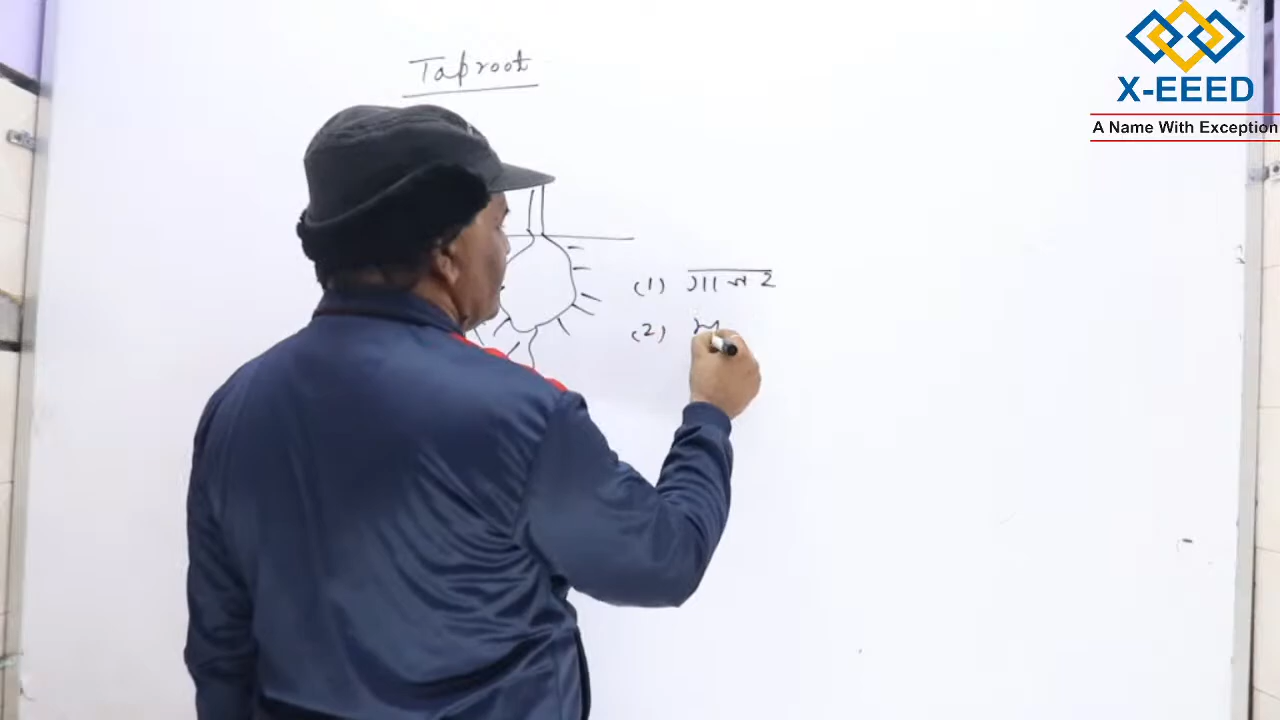 Taproot
(1) गाजर
(2) म
X-EEED
A Name With Exception